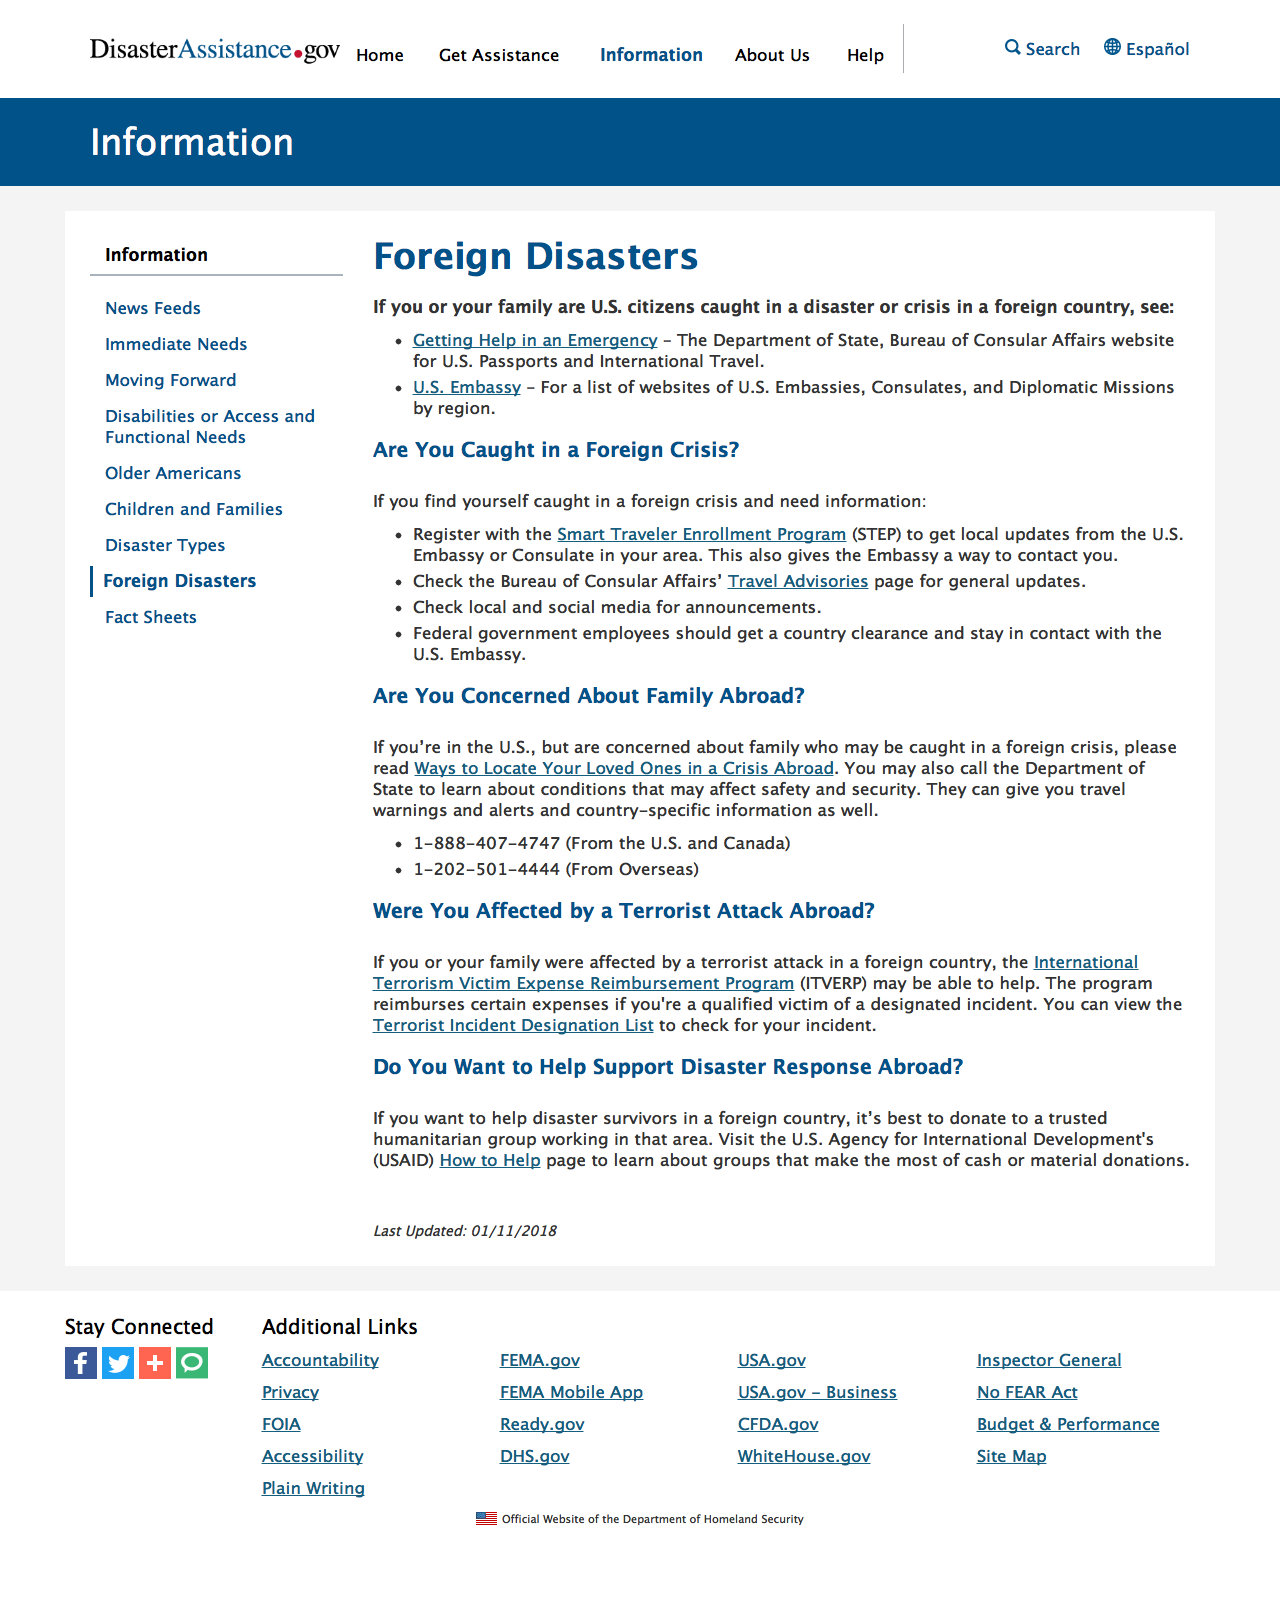 DisasterAssistance.gov
Home
Get Assistance
Information
About Us
Help
Search
Español
Information
Information
News Feeds
Immediate Needs
Moving Forward
Disabilities or Access and
Functional Needs
Older Americans
Children and Families
Disaster Types
Foreign Disasters
Fact Sheets
Foreign Disasters
If you or your family are U.S. citizens caught in a disaster or crisis in a foreign country, see:
• Getting Help in an Emergency – The Department of State, Bureau of Consular Affairs website
for U.S. Passports and International Travel.
• U.S. Embassy – For a list of websites of U.S. Embassies, Consulates, and Diplomatic Missions
by region.
Are You Caught in a Foreign Crisis?
If you find yourself caught in a foreign crisis and need information:
• Register with the Smart Traveler Enrollment Program (STEP) to get local updates from the U.S.
Embassy or Consulate in your area. This also gives the Embassy a way to contact you.
• Check the Bureau of Consular Affairs’ Travel Advisories page for general updates.
• Check local and social media for announcements.
• Federal government employees should get a country clearance and stay in contact with the
U.S. Embassy.
Are You Concerned About Family Abroad?
If you’re in the U.S., but are concerned about family who may be caught in a foreign crisis, please
read Ways to Locate Your Loved Ones in a Crisis Abroad. You may also call the Department of
State to learn about conditions that may affect safety and security. They can give you travel
warnings and alerts and country-specific information as well.
• 1-888-407-4747 (From the U.S. and Canada)
• 1-202-501-4444 (From Overseas)
Were You Affected by a Terrorist Attack Abroad?
If you or your family were affected by a terrorist attack in a foreign country, the International
Terrorism Victim Expense Reimbursement Program (ITVERP) may be able to help. The program
reimburses certain expenses if you're a qualified victim of a designated incident. You can view the
Terrorist Incident Designation List to check for your incident.
Do You Want to Help Support Disaster Response Abroad?
If you want to help disaster survivors in a foreign country, it’s best to donate to a trusted
humanitarian group working in that area. Visit the U.S. Agency for International Development's
(USAID) How to Help page to learn about groups that make the most of cash or material donations.
Last Updated: 01/11/2018
Stay Connected
Additional Links
Accountability
Privacy
FOIA
Accessibility
Plain Writing
FEMA.gov
FEMA Mobile App
Ready.gov
DHS.gov
USA.gov
USA.gov - Business
CFDA.gov
WhiteHouse.gov
Inspector General
No FEAR Act
Budget & Performance
Site Map
Official Website of the Department of Homeland Security